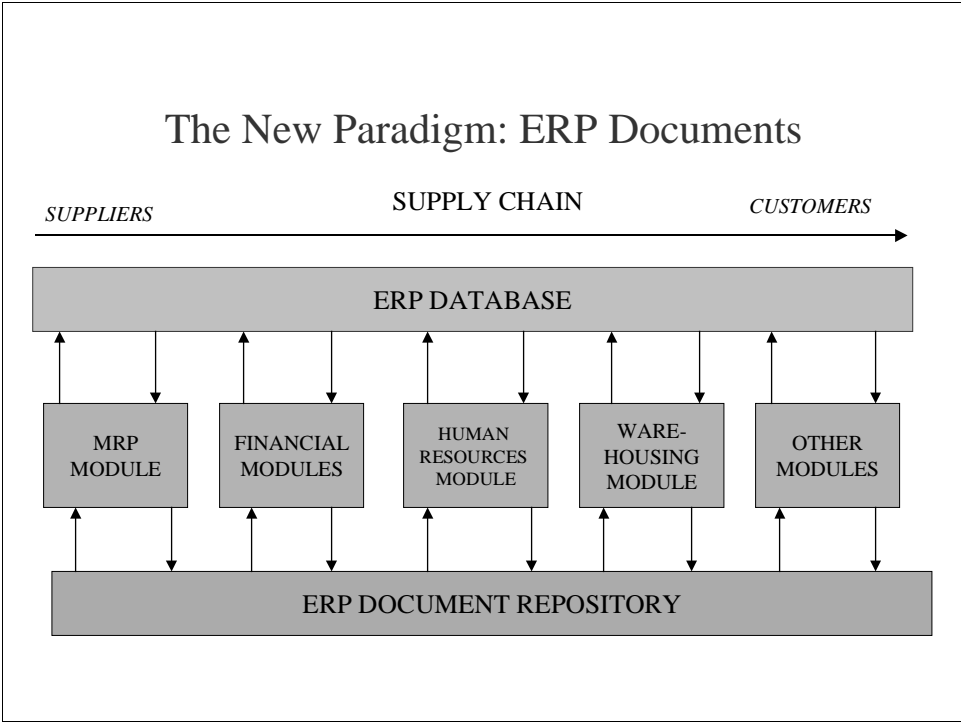 The New Paradigm: ERP Documents
SUPPLIERS
SUPPLY CHAIN
CUSTOMERS
ERP DATABASE
MRP
MODULE
FINANCIAL
MODULES
HUMAN
RESOURCES
MODULE
WARE-
HOUSING
MODULE
OTHER
MODULES
ERP DOCUMENT REPOSITORY